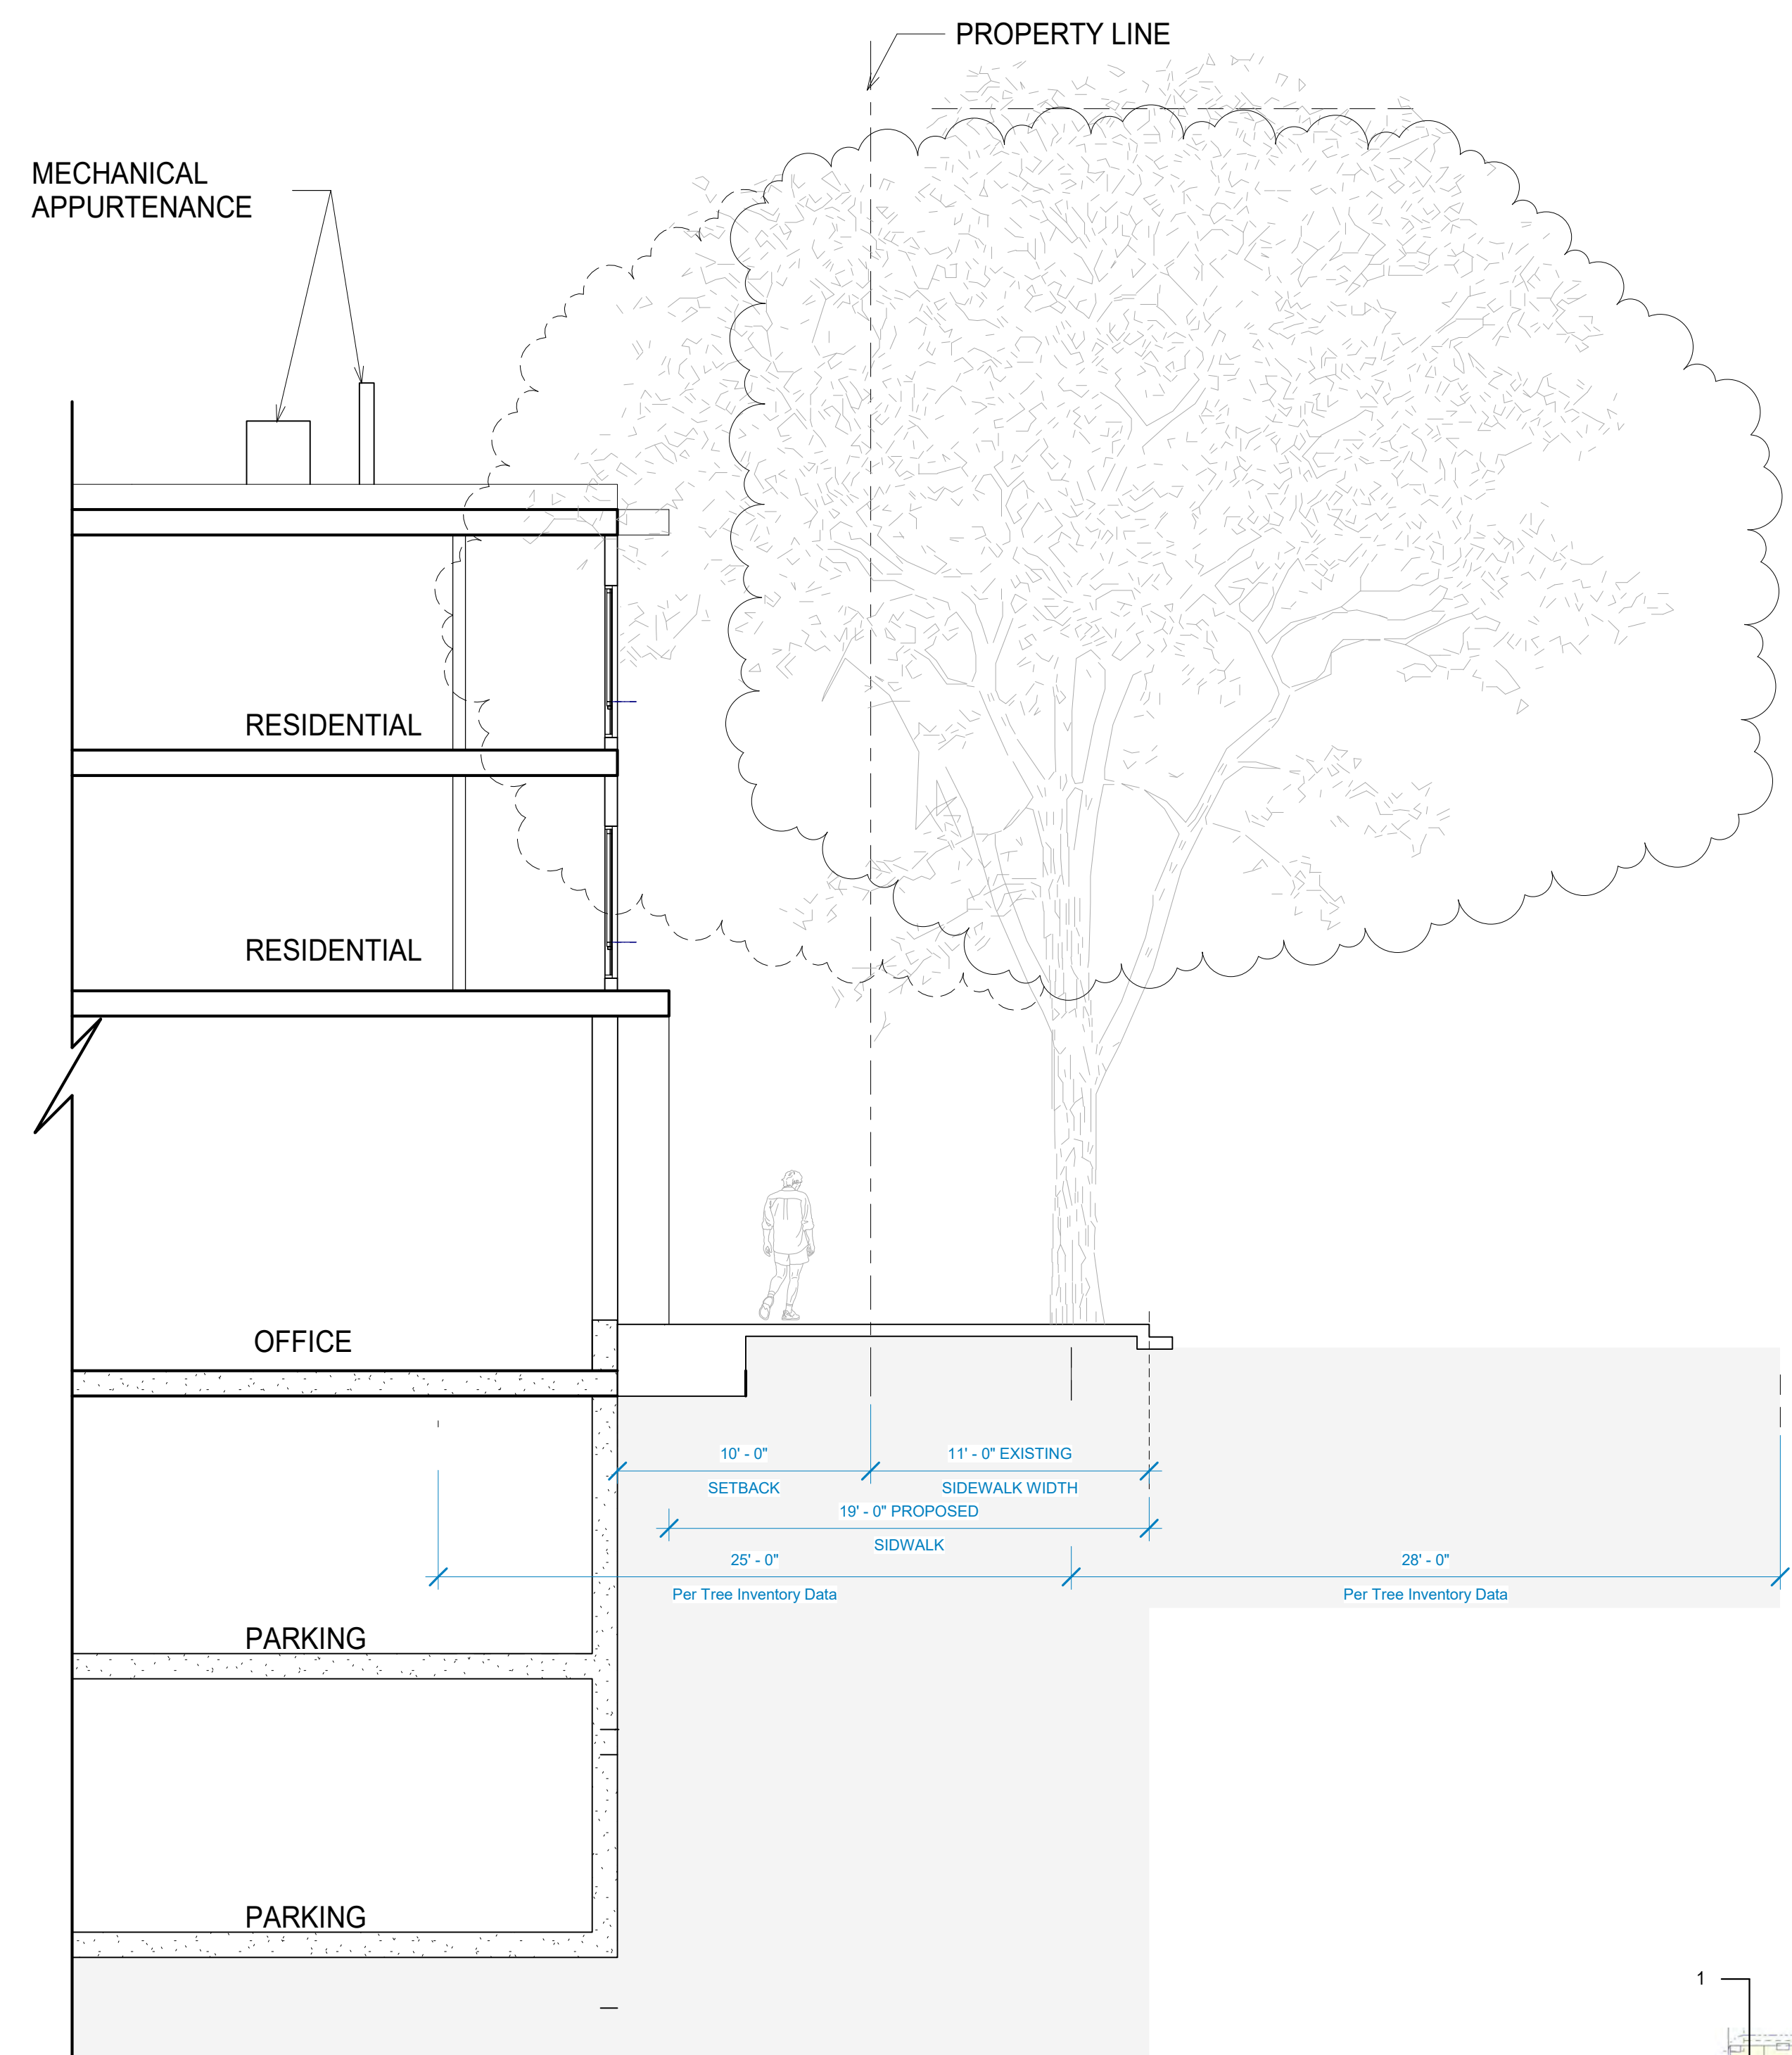 PROPERTY LINE
MECHANICAL
APPURTENANCE
RESIDENTIAL
RESIDENTIAL
OFFICE
10' - 0"
11' - 0" EXISTING
SETBACK
SIDEWALK WIDTH
19' - 0" PROPOSED
SIDWALK
25' - 0"
28' - 0"
Per Tree Inventory Data
Per Tree Inventory Data
PARKING
PARKING
1